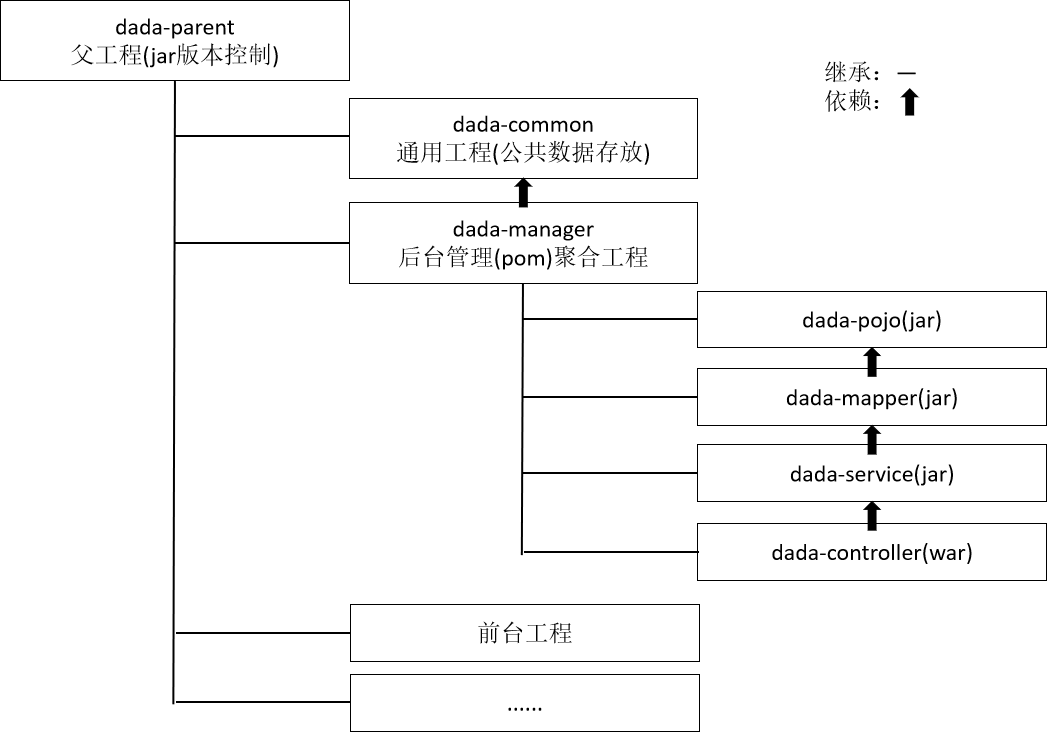 dada-parent
父工程(jar版本控制)
继承：—
依赖：
dada-common
通用工程(公共数据存放)
dada-manager
后台管理(pom)聚合工程
dada-pojo(jar)
dada-mapper(jar)
dada-service(jar)
dada-controller(war)
前台工程
......